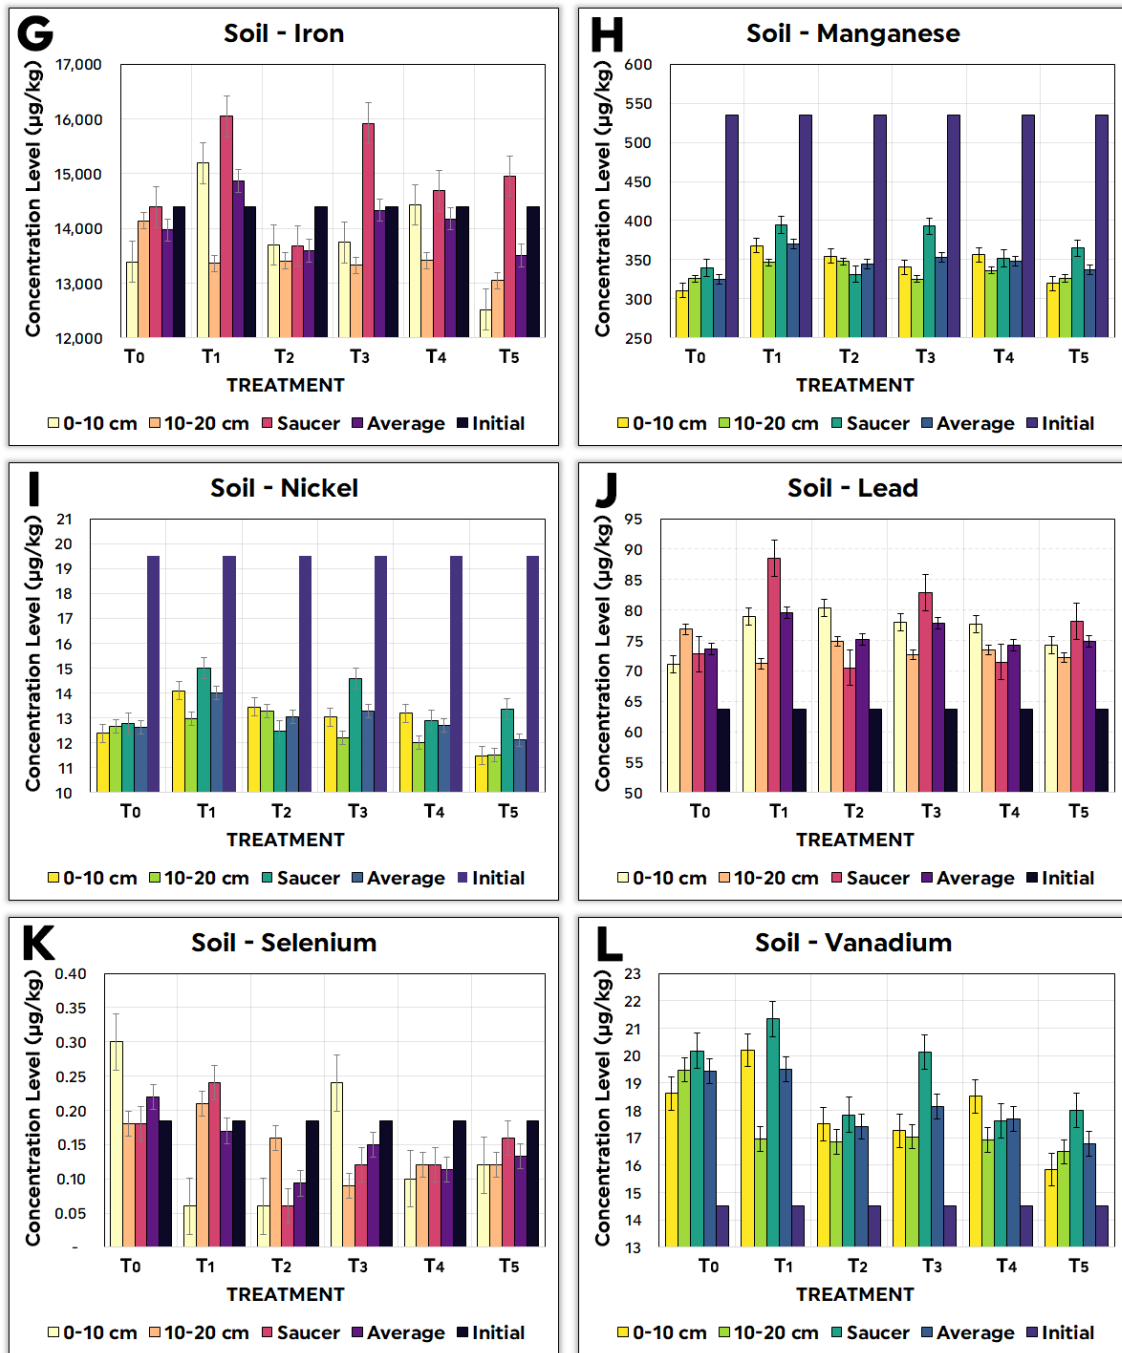 G
Soil - Iron
Concentration Level (µg/kg)
17,000
16,000
15,000
14,000
13,000
12,000
T0 T1 T2 T3 T4 T5
TREATMENT
0-10 cm 10-20 cm Saucer Average Initial
H
Soil - Manganese
Concentration Level (µg/kg)
600
550
500
450
400
350
300
250
T0 T1 T2 T3 T4 T5
TREATMENT
0-10 cm 10-20 cm Saucer Average Initial
I
Soil - Nickel
Concentration Level (µg/kg)
21
20
19
18
17
16
15
14
13
12
11
10
T0 T1 T2 T3 T4 T5
TREATMENT
0-10 cm 10-20 cm Saucer Average Initial
J
Soil - Lead
Concentration Level (µg/kg)
95
90
85
80
75
70
65
60
55
50
T0 T1 T2 T3 T4 T5
TREATMENT
0-10 cm 10-20 cm Saucer Average Initial
K
Soil - Selenium
Concentration Level (µg/kg)
0.40
0.35
0.30
0.25
0.20
0.15
0.10
0.05
-
T0 T1 T2 T3 T4 T5
TREATMENT
0-10 cm 10-20 cm Saucer Average Initial
L
Soil - Vanadium
Concentration Level (µg/kg)
23
22
21
20
19
18
17
16
15
14
13
T0 T1 T2 T3 T4 T5
TREATMENT
0-10 cm 10-20 cm Saucer Average Initial